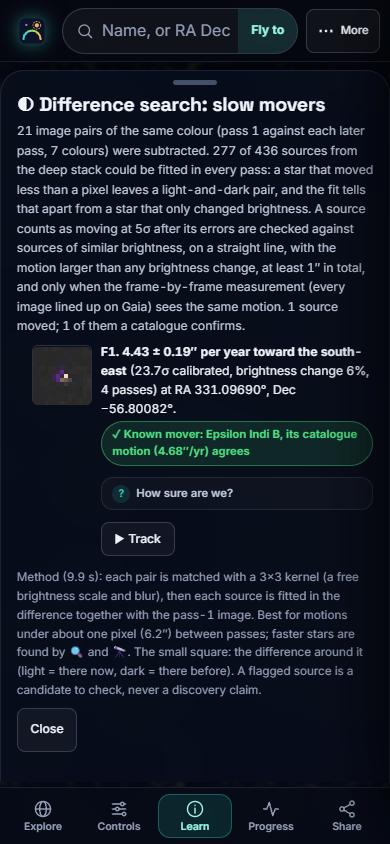 Name, or RA Dec
Fly to
··· More
Difference search: slow movers
21 image pairs of the same colour (pass 1 against each later
pass, 7 colours) were subtracted. 277 of 436 sources from
the deep stack could be fitted in every pass: a star that moved
less than a pixel leaves a light-and-dark pair, and the fit tells
that apart from a star that only changed brightness. A source
counts as moving at 5σ after its errors are checked against
sources of similar brightness, on a straight line, with the
motion larger than any brightness change, at least 1″ in total,
and only when the frame-by-frame measurement (every
image lined up on Gaia) sees the same motion. 1 source
moved; 1 of them a catalogue confirms.
F1. 4.43 ± 0.19″ per year toward the south-
east (23.7σ calibrated, brightness change 6%,
4 passes) at RA 331.09690°, Dec
−56.80082°.
✓ Known mover: Epsilon Indi B, its catalogue
motion (4.68″/yr) agrees
? How sure are we?
▶ Track
Method (9.9 s): each pair is matched with a 3×3 kernel (a free
brightness scale and blur), then each source is fitted in the
difference together with the pass-1 image. Best for motions
under about one pixel (6.2″) between passes; faster stars are
found by 🔍 and 🔭. The small square: the difference around it
(light = there now, dark = there before). A flagged source is a
candidate to check, never a discovery claim.
Close
Explore
Controls
Learn
Progress
Share